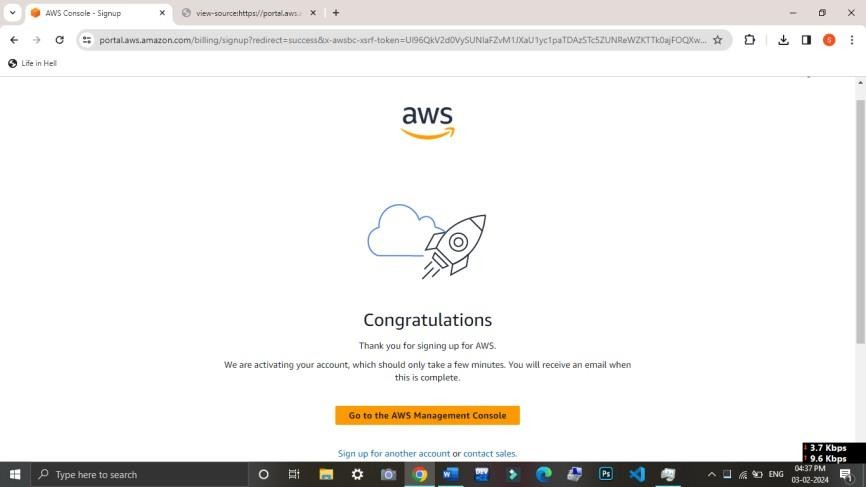 AWS Console - Signup
view-source:https://portal.aws.a
portal.aws.amazon.com/billing/signup?redirect=success&x-awsbc-xsrf-token=
S
Life in Hell
aws
Congratulations
Thank you for signing up for AWS.
We are activating your account, which should only take a few minutes. You will receive an email when
this is complete.
Go to the AWS Management Console
Sign up for another account or contact sales.
3.7 Kbps
9.6 Kbps
Type here to search
W
DEV
Ps
ENG
04:37 PM
03-02-2024
1